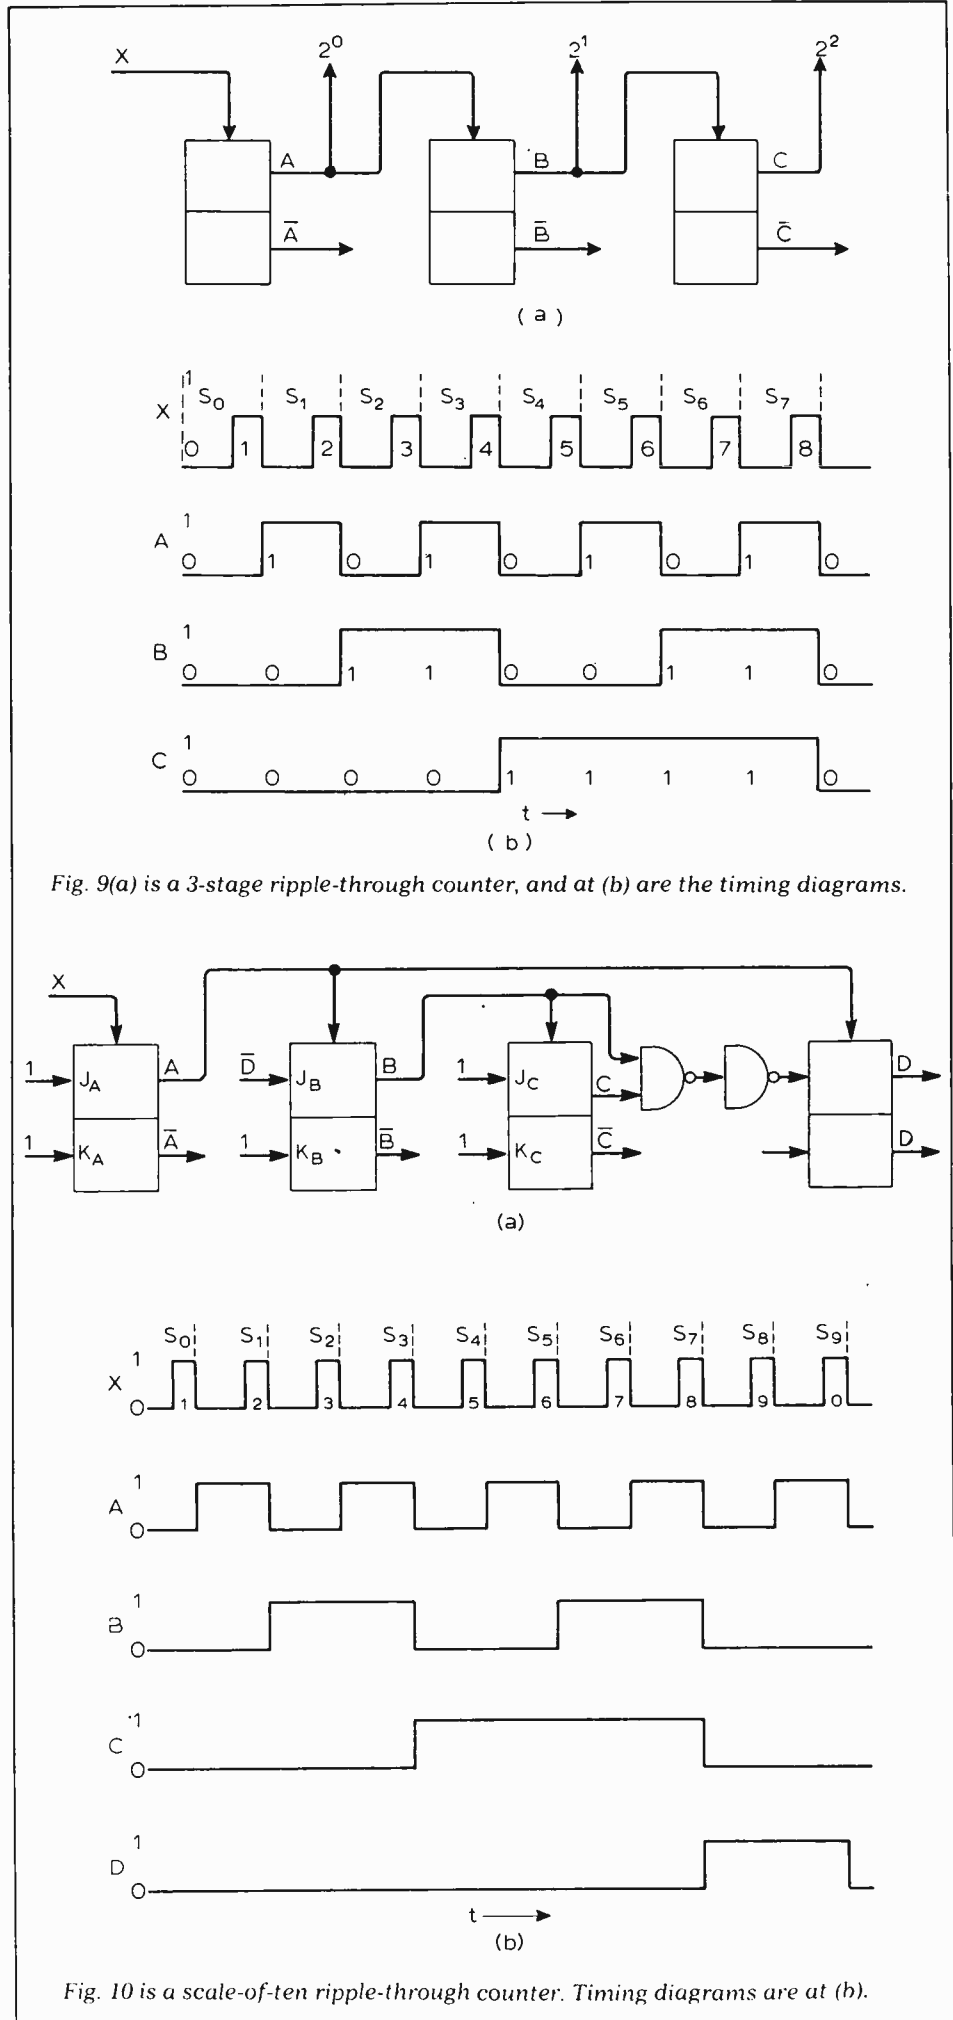 X 2⁰ 2¹ 2²
A B C
A̅ B̅ C̅
(a)
1 S₀ S₁ S₂ S₃ S₄ S₅ S₆ S₇
X
0 1 2 3 4 5 6 7 8
1
A
0 1 0 1 0 1 0 1 0
1
B
0 0 1 1 0 0 1 1 0
1
C
0 0 0 0 1 1 1 1 0
t
(b)
Fig. 9(a) is a 3-stage ripple-through counter, and at (b) are the timing diagrams.
X
1 J_A A D̅ J_B B 1 J_C C D
1 K_A A̅ 1 K_B B̅ 1 K_C C̅ D
(a)
S₀ S₁ S₂ S₃ S₄ S₅ S₆ S₇ S₈ S₉
1
X
0 1 2 3 4 5 6 7 8 9 0
1
A
0
1
B
0
1
C
0
1
D
0
t
(b)
Fig. 10 is a scale-of-ten ripple-through counter. Timing diagrams are at (b).